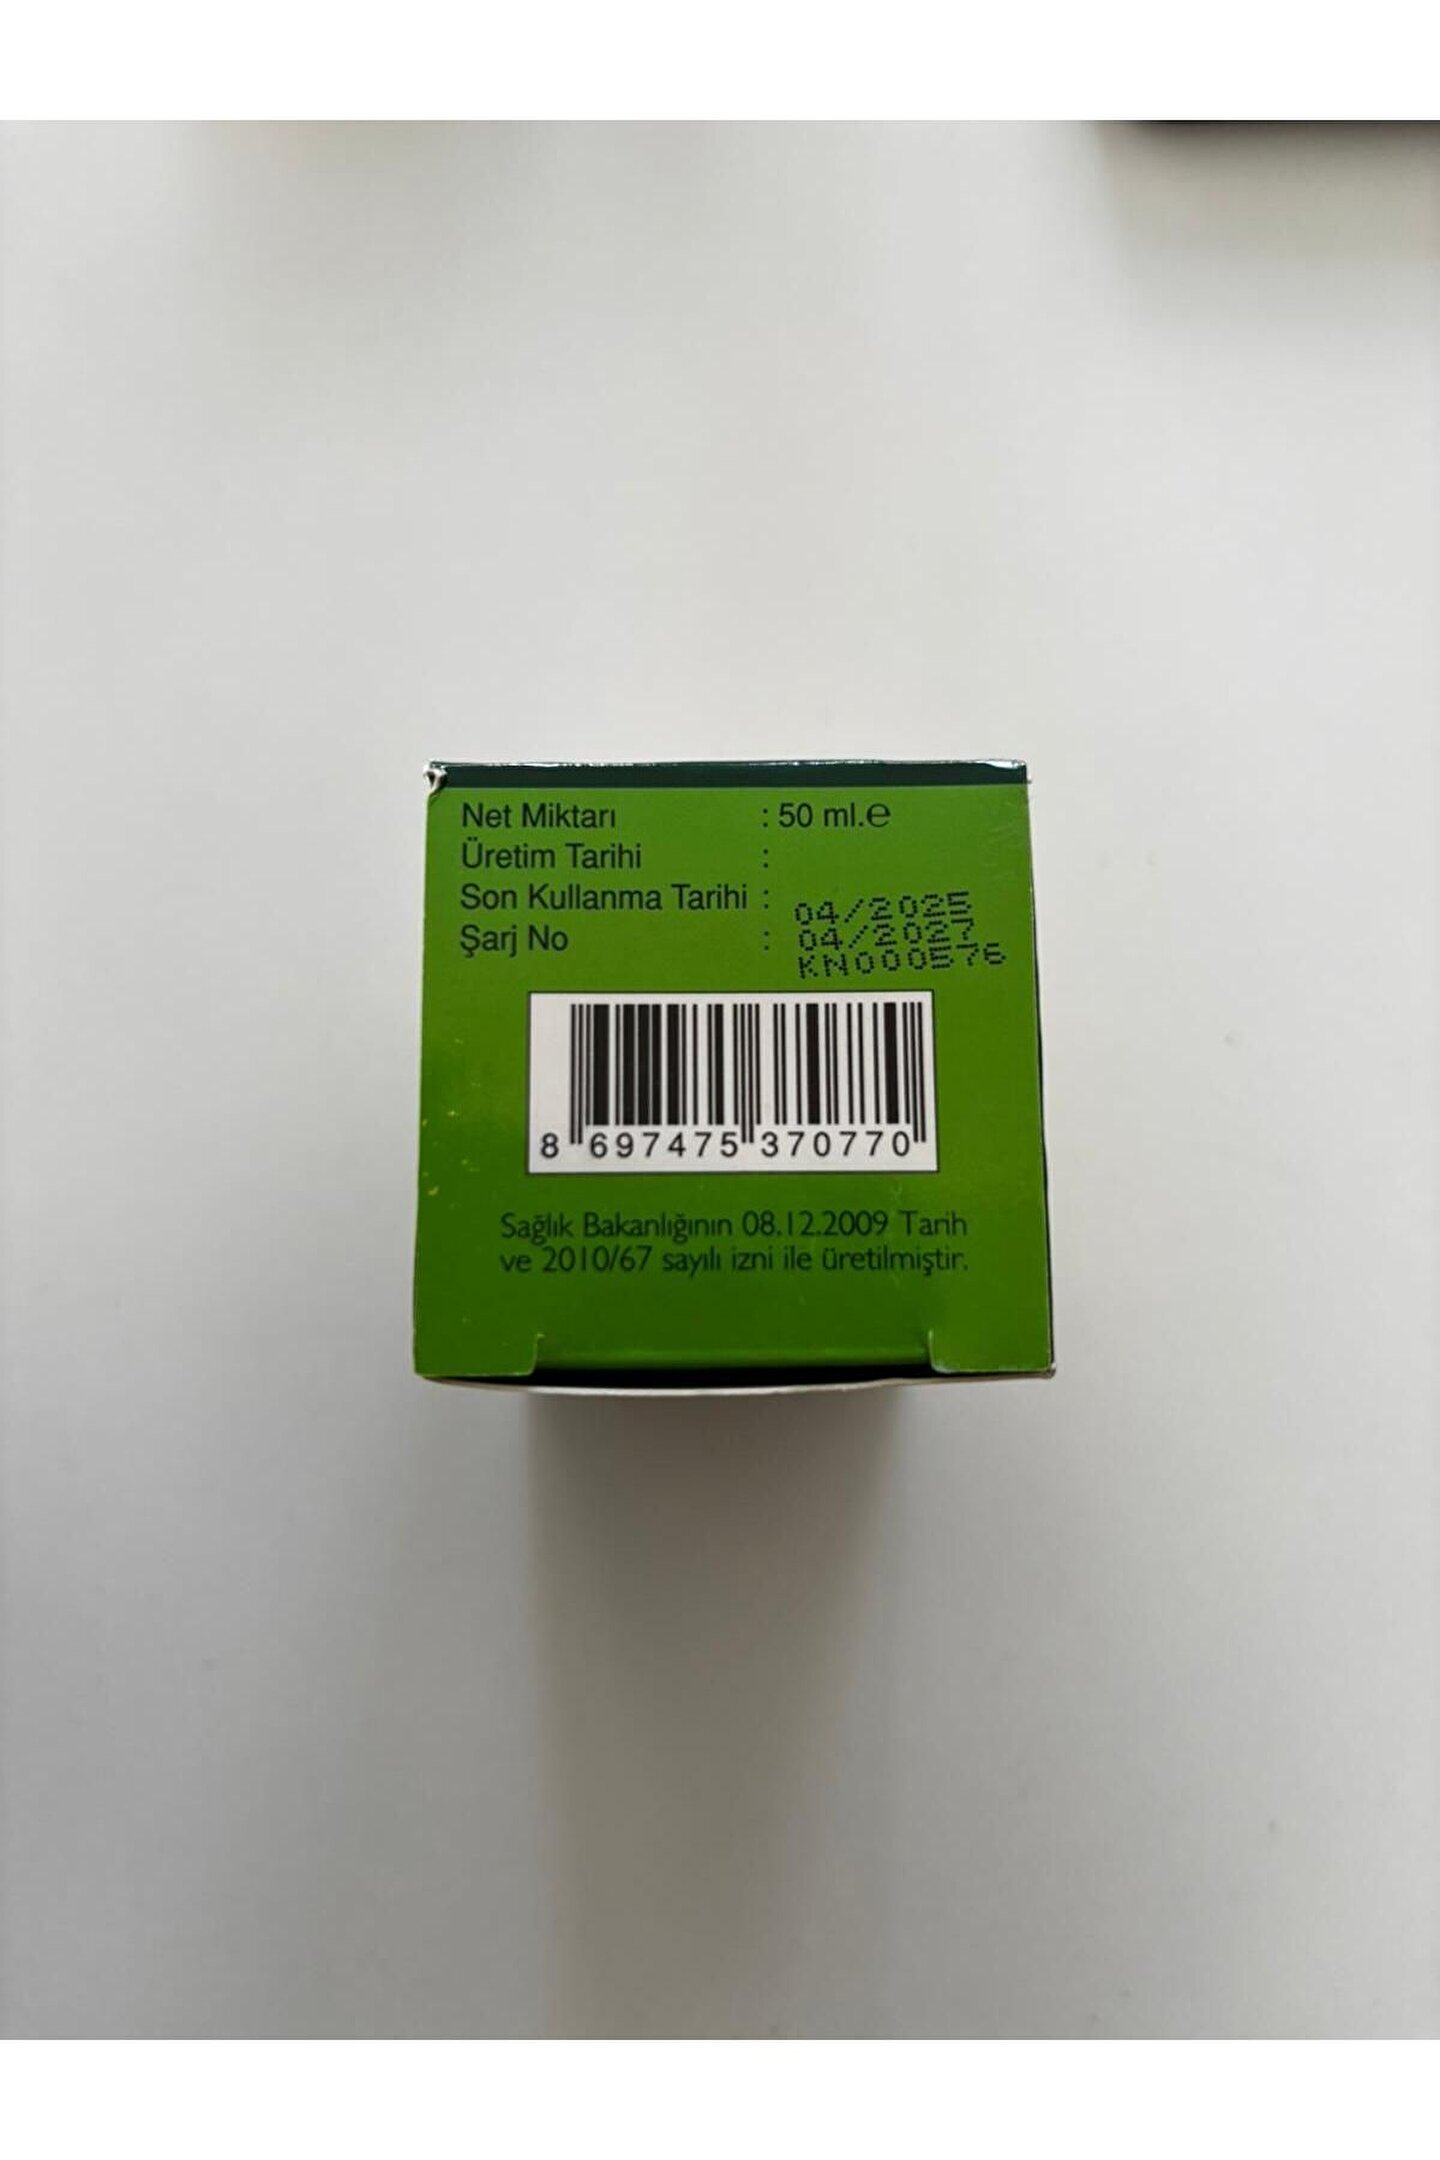 Net Miktarı : 50 ml.e
Üretim Tarihi :
Son Kullanma Tarihi : 04/2025
Şarj No : 04/2027
KN000576
8 697475 370770
Sağlık Bakanlığının 08.12.2009 Tarih
ve 2010/67 sayılı izni ile üretilmiştir.